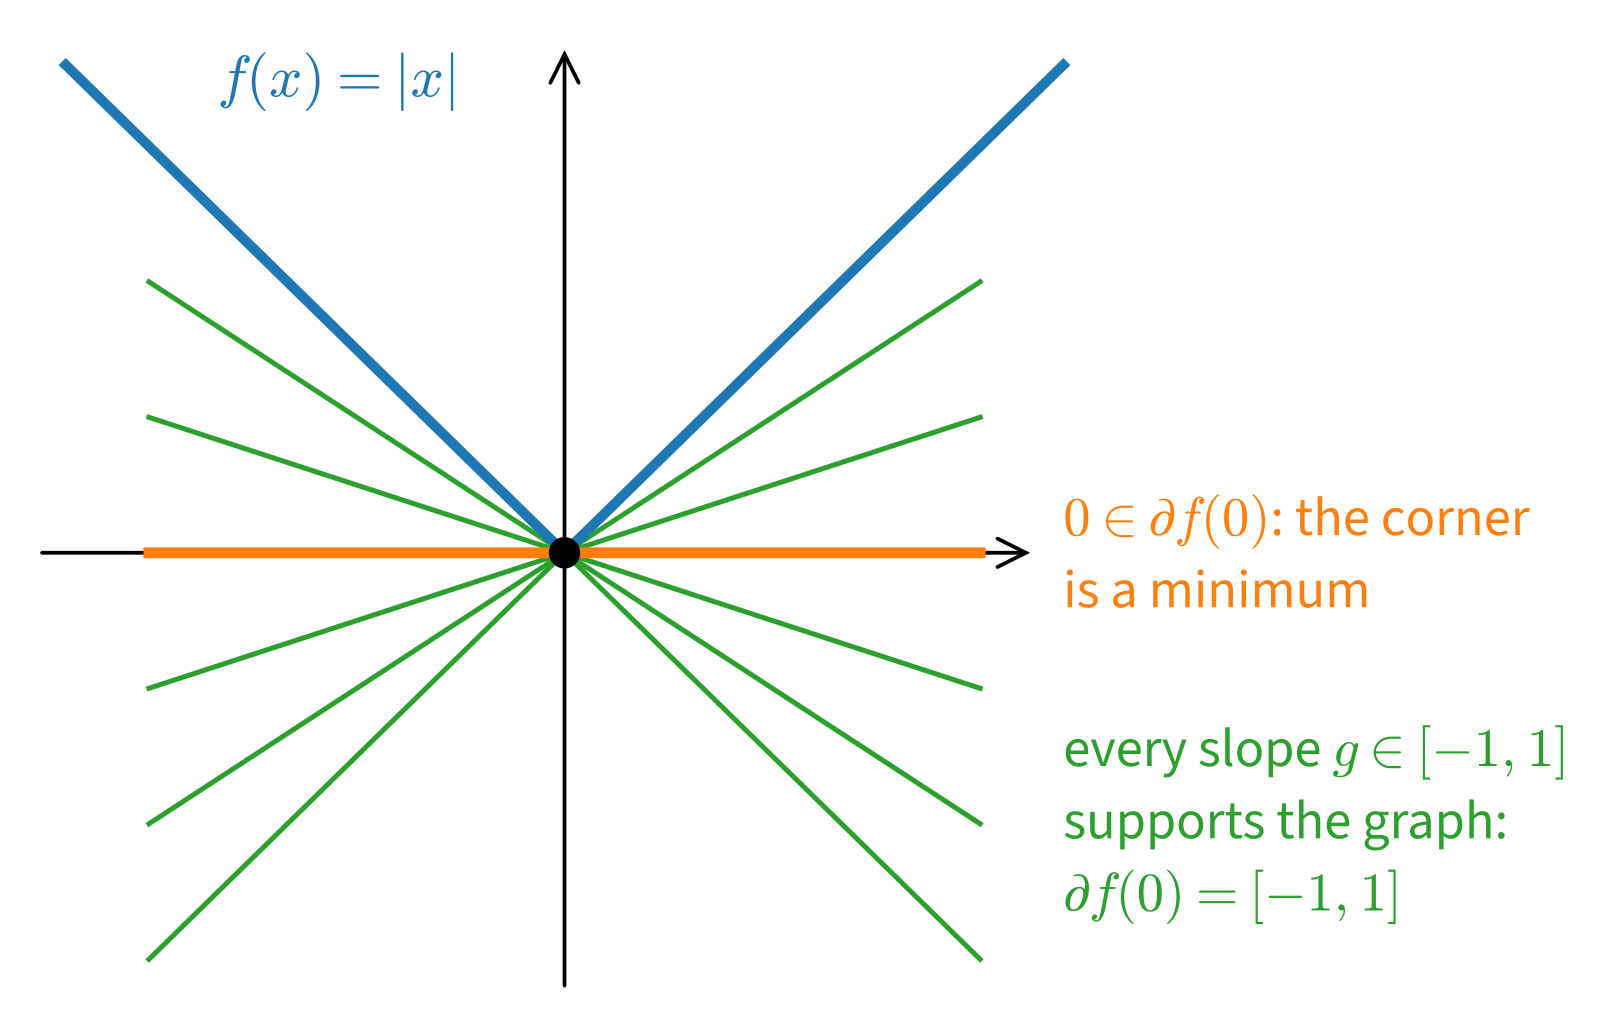 f(x) = |x|
0 ∈ ∂f(0): the corner
is a minimum
every slope g ∈ [−1, 1]
supports the graph:
∂f(0) = [−1, 1]